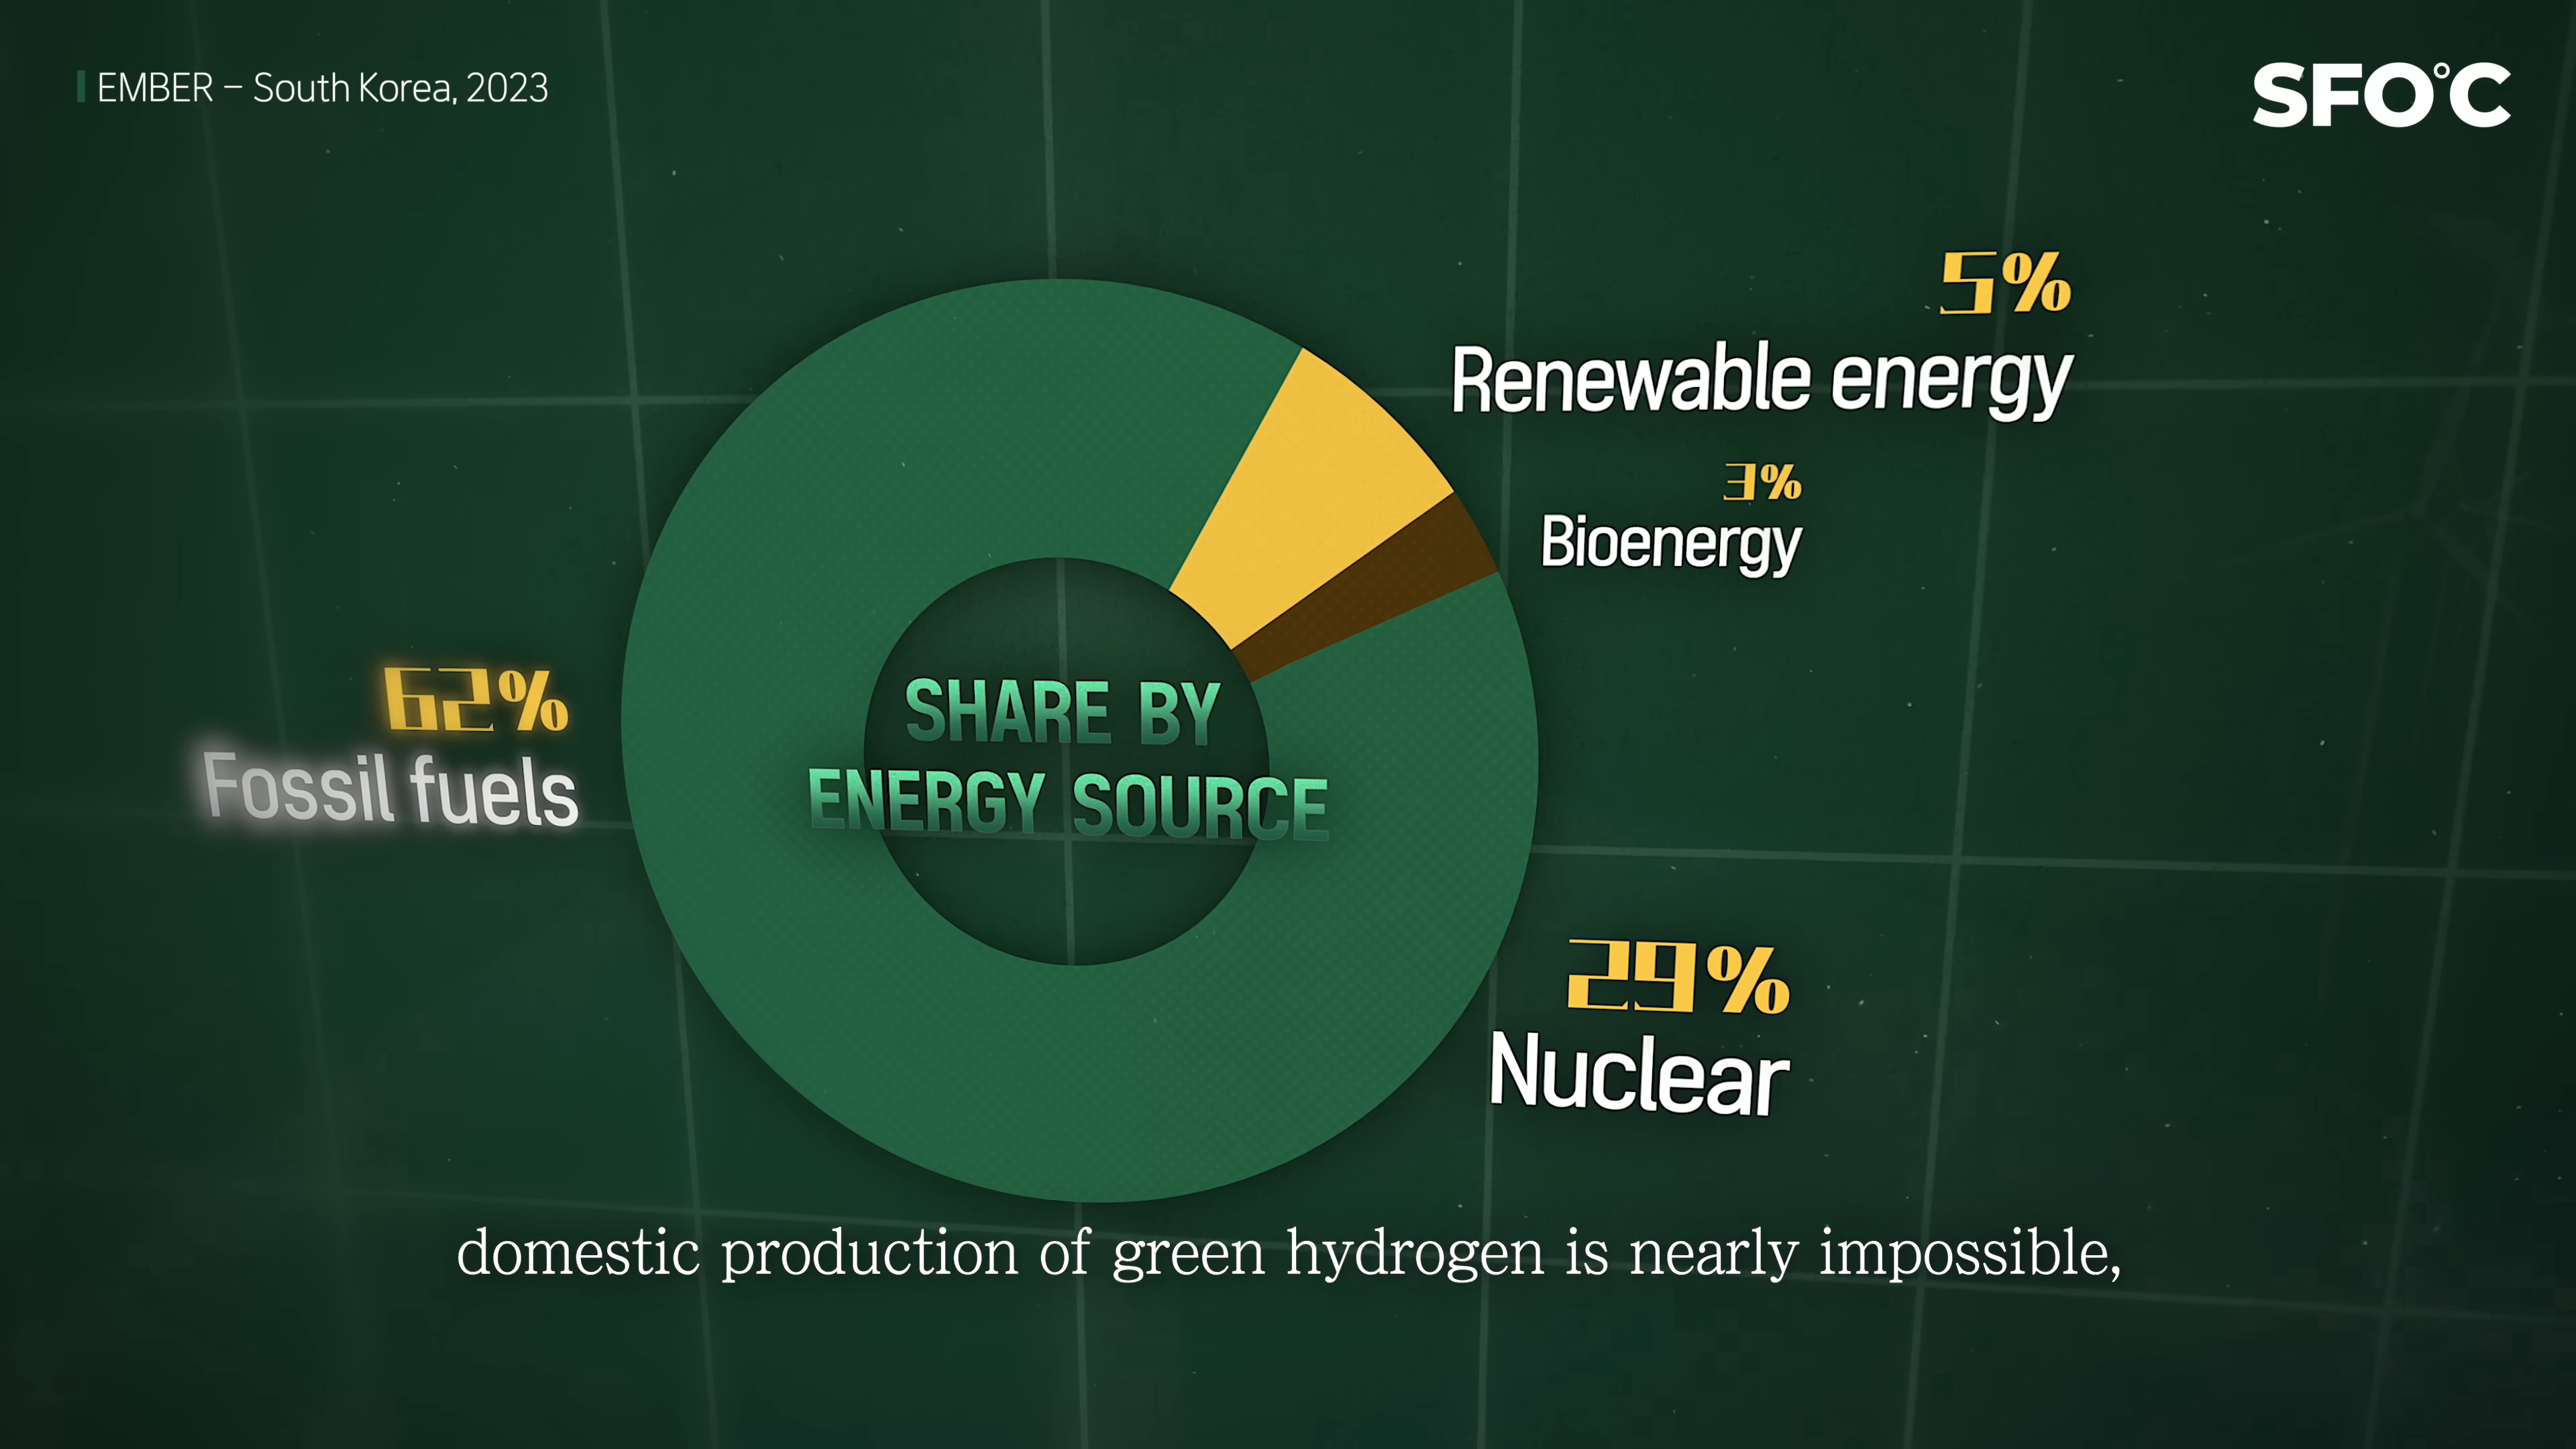 EMBER – South Korea, 2023
SFO°C
5%
Renewable energy
3%
Bioenergy
62%
Fossil fuels
SHARE BY
ENERGY SOURCE
29%
Nuclear
domestic production of green hydrogen is nearly impossible,